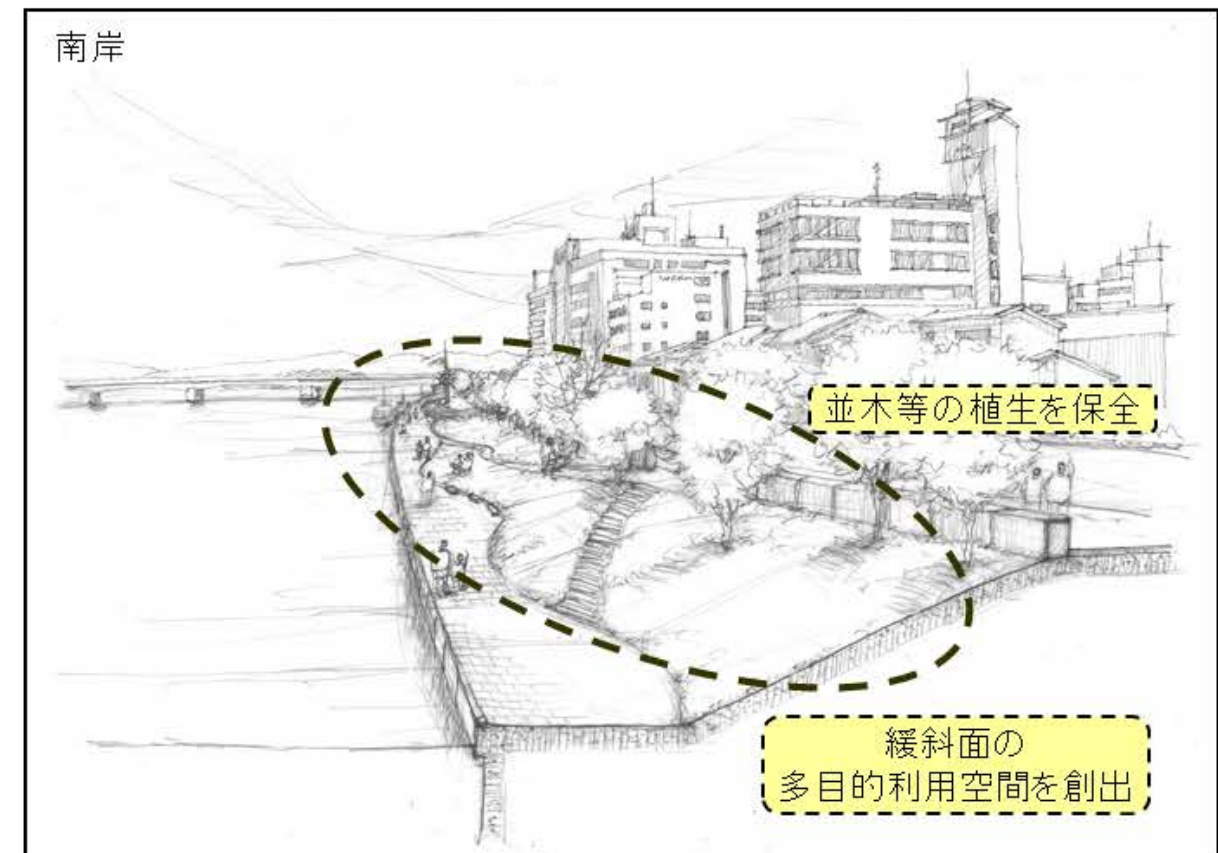 南岸
並木等の植生を保全
緩斜面の
多目的利用空間を創出